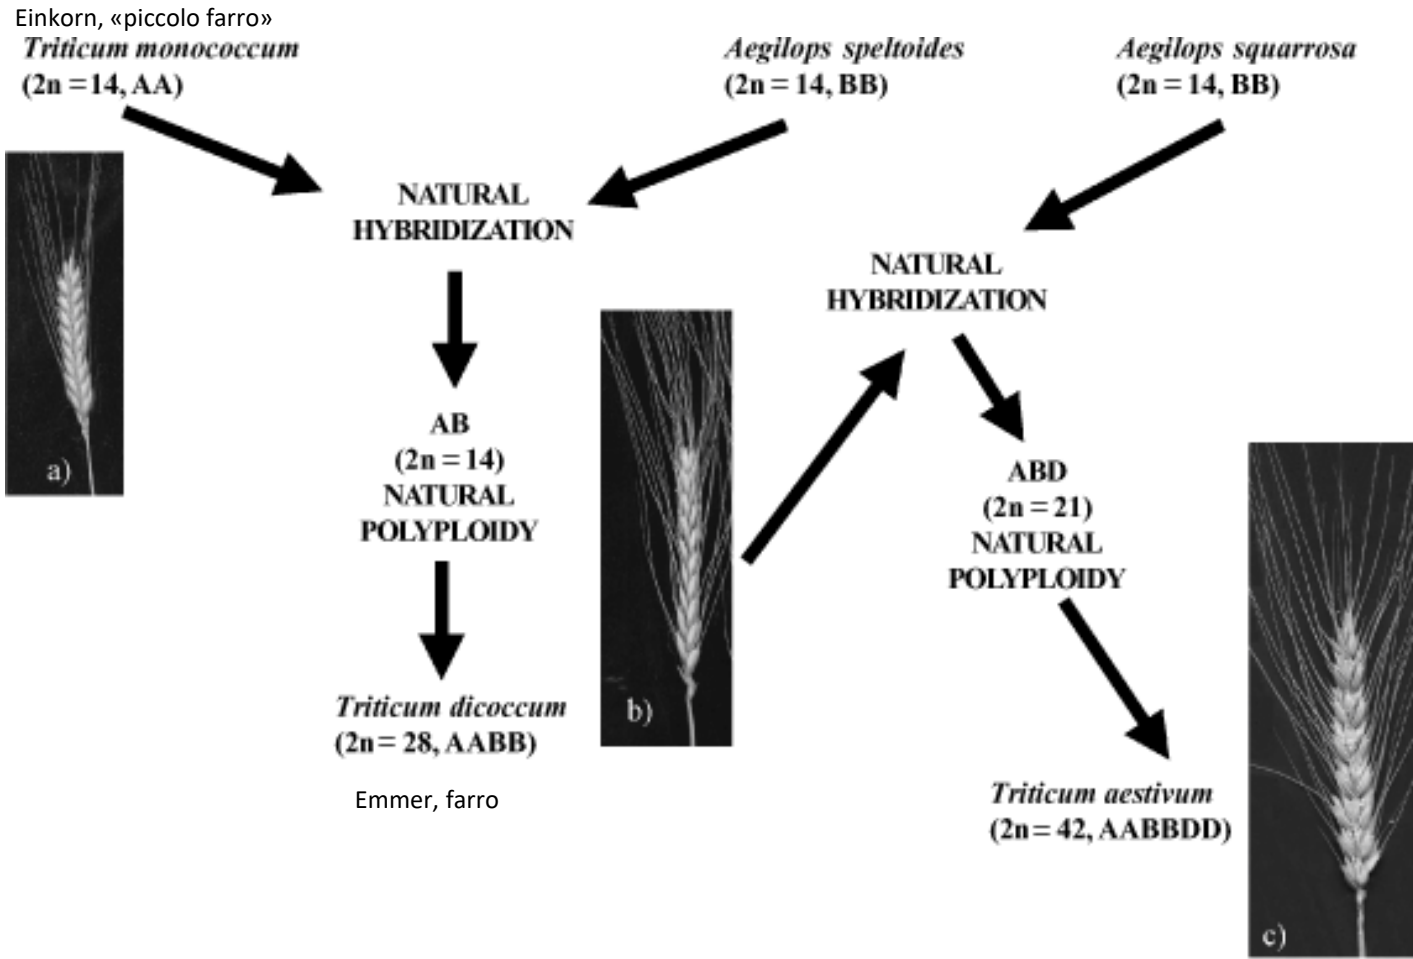 Einkorn, «piccolo farro»
Triticum monococcum
(2n = 14, AA)
Aegilops speltoides
(2n = 14, BB)
Aegilops squarrosa
(2n = 14, BB)
NATURAL
HYBRIDIZATION
NATURAL
HYBRIDIZATION
AB
(2n = 14)
NATURAL
POLYPLOIDY
a)
ABD
(2n = 21)
NATURAL
POLYPLOIDY
Triticum dicoccum
(2n = 28, AABB)
b)
Emmer, farro
Triticum aestivum
(2n = 42, AABBDD)
c)